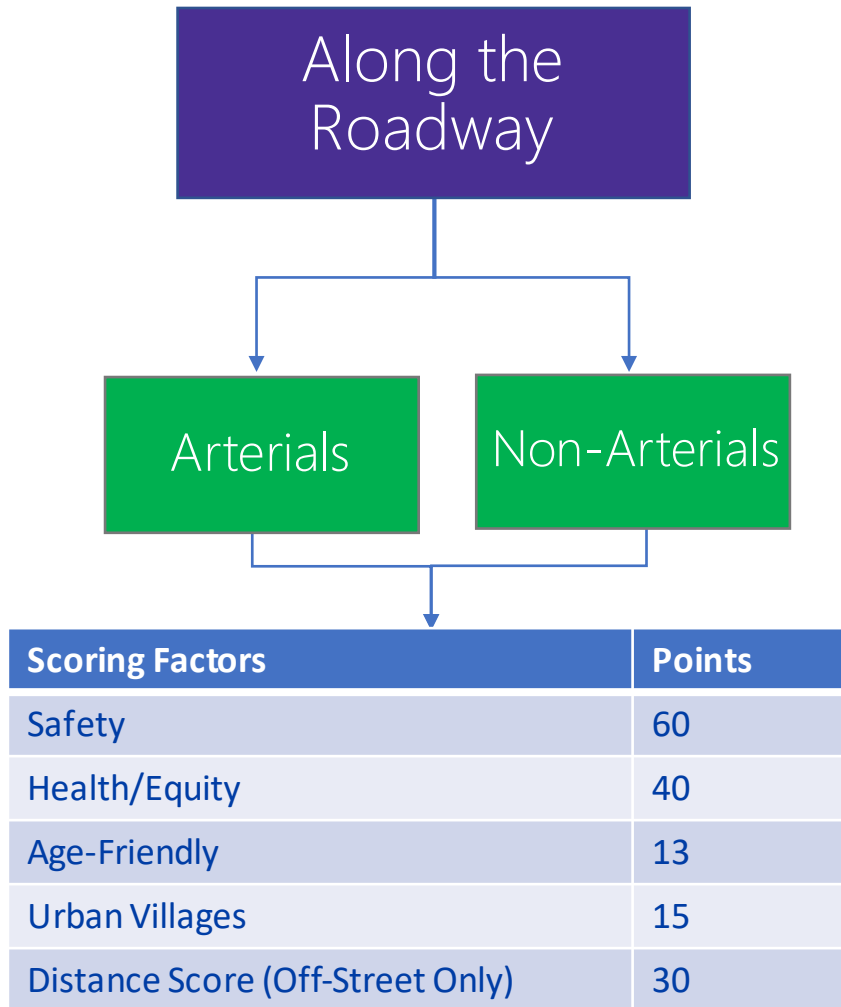 Along the
Roadway
Arterials
Non-Arterials
Scoring Factors Points
Safety 60
Health/Equity 40
Age-Friendly 13
Urban Villages 15
Distance Score (Off-Street Only) 30